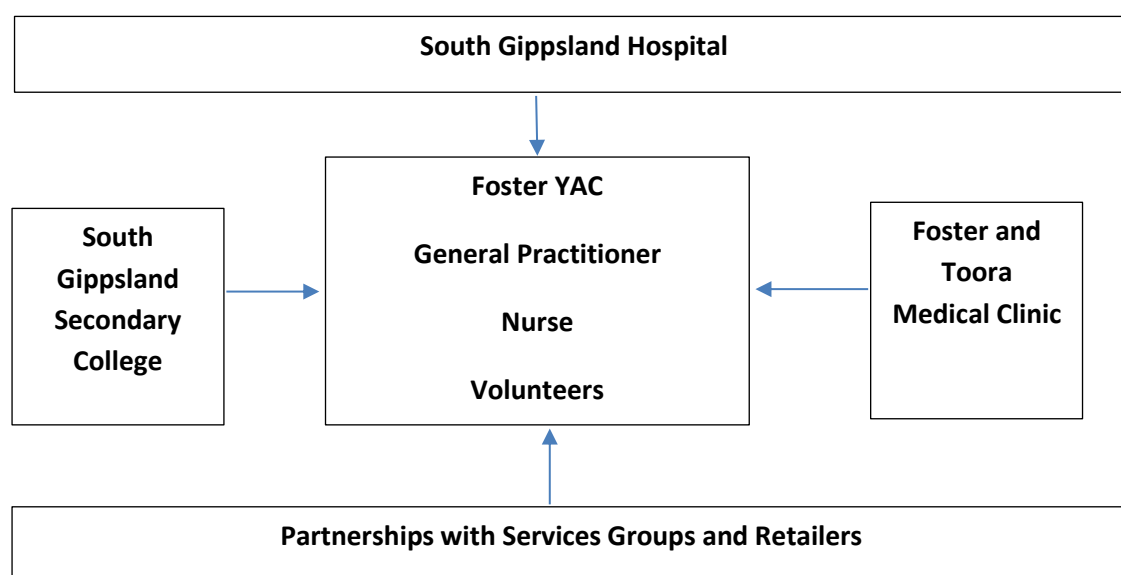 South Gippsland Hospital
South
Gippsland
Secondary
College
Foster YAC
General Practitioner
Nurse
Volunteers
Foster and
Toora
Medical Clinic
Partnerships with Services Groups and Retailers